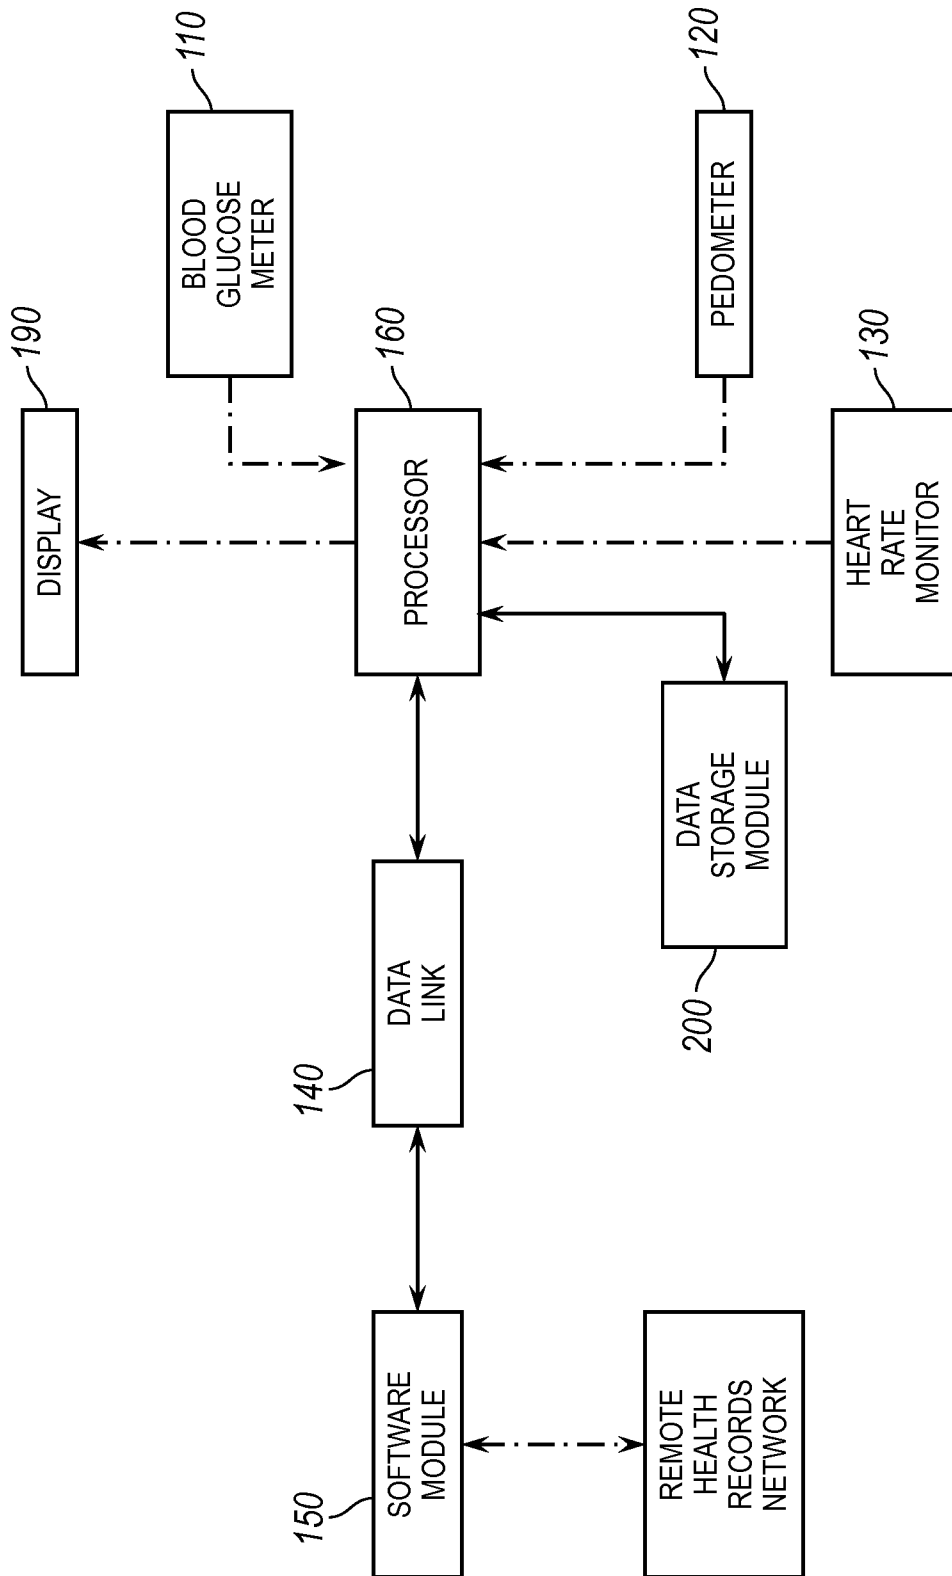 190
DISPLAY
110
BLOOD
GLUCOSE
METER
160
PROCESSOR
120
PEDOMETER
130
HEART
RATE
MONITOR
140
DATA
LINK
200
DATA
STORAGE
MODULE
150
SOFTWARE
MODULE
REMOTE
HEALTH
RECORDS
NETWORK